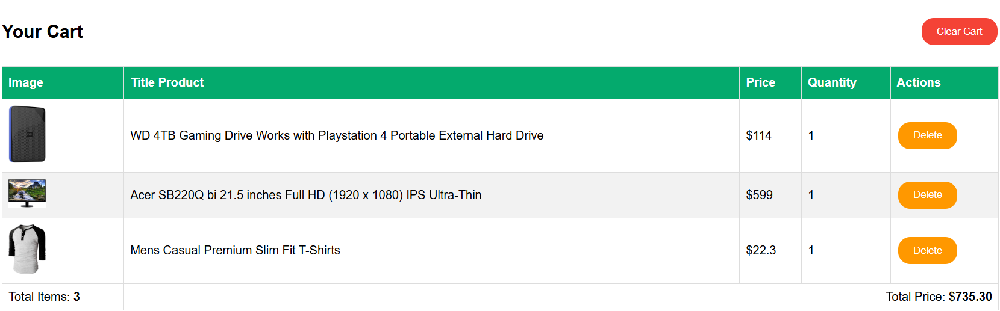 Your Cart
Clear Cart
Image Title Product Price Quantity Actions
WD 4TB Gaming Drive Works with Playstation 4 Portable External Hard Drive $114 1 Delete
Acer SB220Q bi 21.5 inches Full HD (1920 x 1080) IPS Ultra-Thin $599 1 Delete
Mens Casual Premium Slim Fit T-Shirts $22.3 1 Delete
Total Items: 3 Total Price: $735.30